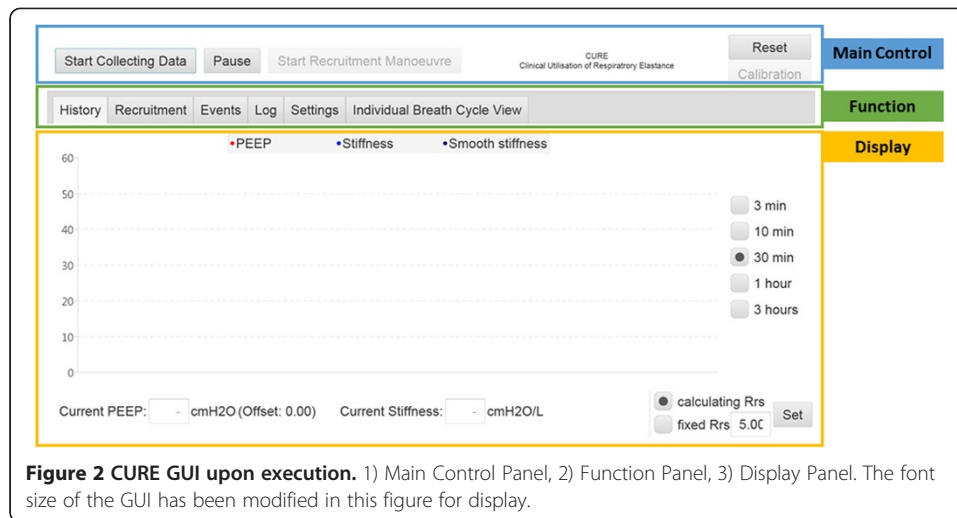 Start Collecting Data Pause Start Recruitment Manoeuvre
CURE
Clinical Utilisation of Respiratrory Elastance
Reset
Calibration
Main Control
History Recruitment Events Log Settings Individual Breath Cycle View
Function
Display
•PEEP •Stiffness •Smooth stiffness
60
50
40
30
20
10
0
3 min
10 min
30 min
1 hour
3 hours
Current PEEP: - cmH2O (Offset: 0.00) Current Stiffness: - cmH2O/L
calculating Rrs
fixed Rrs 5.00
Set
Figure 2 CURE GUI upon execution. 1) Main Control Panel, 2) Function Panel, 3) Display Panel. The font
size of the GUI has been modified in this figure for display.